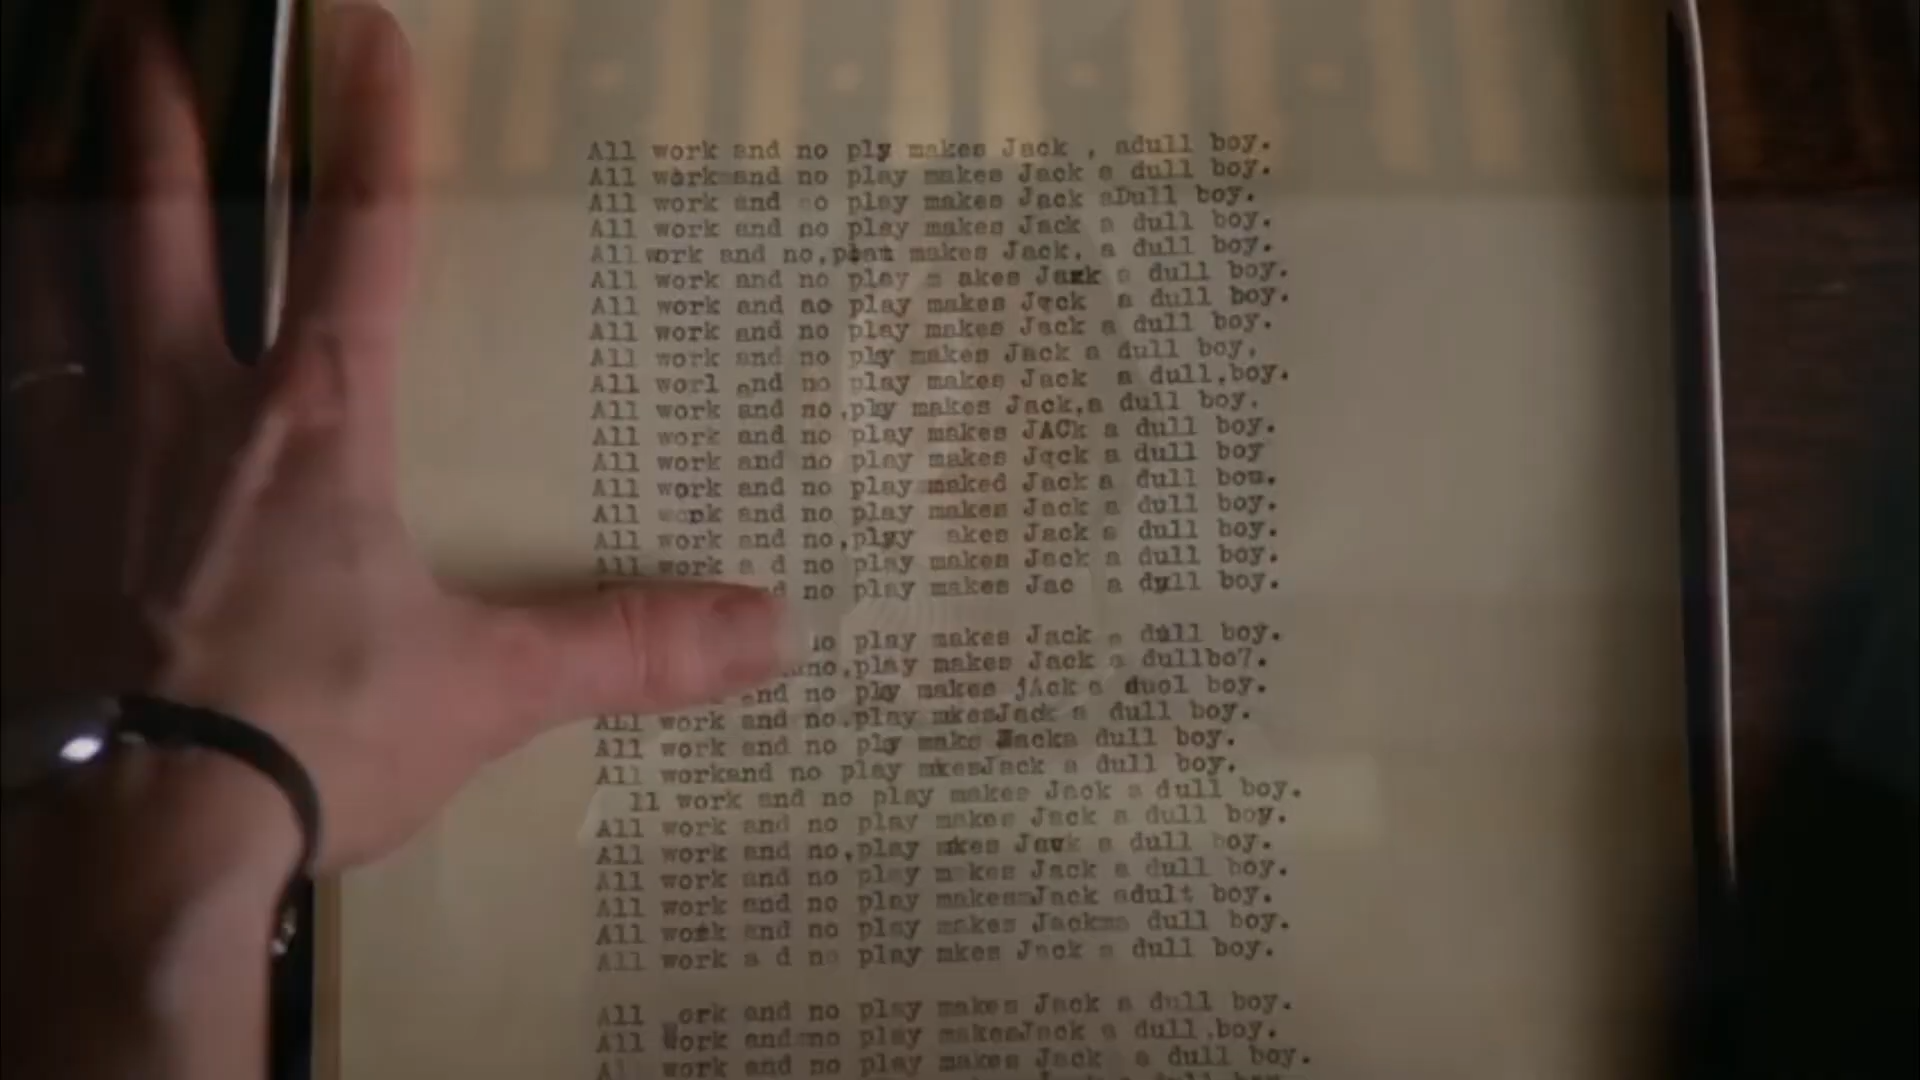 All work and no ply makes Jack , adull boy.
All work and no play makes Jack a dull boy.
All work and no play makes Jack aDull boy.
All work and no play makes Jack a dull boy.
All work and no, makes Jack, a dull boy.
All work and no play m akes Jazk a dull boy.
All work and no play makes Jqck a dull boy.
All work and no play makes Jack a dull boy.
All work and no ply makes Jack a dull boy,
All worl and no play makes Jack a dull,boy.
All work and no,ply makes Jack,a dull boy.
All work and no play makes JACk a dull boy.
All work and no play makes Jqck a dull boy
All work and no play maked Jack a dull bou.
All wopk and no play makes Jack a dull boy.
All work and no,plyy akes Jack a dull boy.
All work a d no play makes Jack a dull boy.
d no play makes Jac a dyll boy.
no play makes Jack a dull boy.
no,play makes Jack a dullbo7.
and no ply makes jAck a duol boy.
ALl work and no,play mkesJack a dull boy.
All work and no ply make Jacka dull boy.
All workand no play mkesJack a dull boy.
ll work and no play makes Jack a dull boy.
All work and no play makes Jack a dull boy.
All work and no,play mkes Javk a dull boy.
All work and no play m kes Jack a dull boy.
All work and no play makes Jack adult boy.
All work and no play makes Jack dull boy.
All work a d no play mkes Jack a dull boy.
All ork and no play makes Jack a dull boy.
All work and no play makes Jack a dull,boy.
All work and no play makes Jack a dull boy.